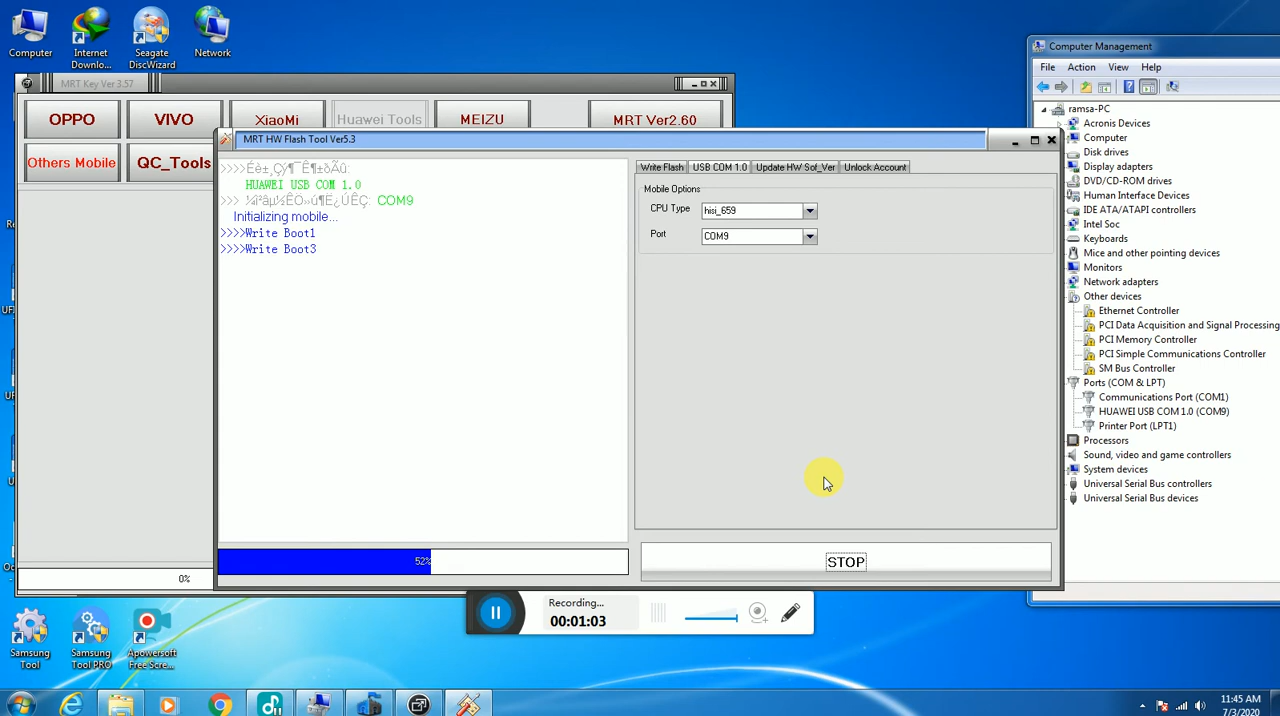 Computer
Internet
Downlo...
Seagate
DiscWizard
Network
MRT Key Ver 3.57
OPPO
VIVO
XiaoMi
Huawei Tools
MEIZU
MRT Ver2.60
Others Mobile
QC_Tools
MRT HW Flash Tool Ver5.3
HUAWEI USB COM 1.0
COM9
Initializing mobile...
>>>>Write Boot1
>>>>Write Boot3
52%
0%
Write Flash
USB COM 1.0
Update HW Sof_Ver
Unlock Account
Mobile Options
CPU Type
hisi_659
Port
COM9
STOP
Computer Management
File Action View Help
ramsa-PC
Acronis Devices
Computer
Disk drives
Display adapters
DVD/CD-ROM drives
Human Interface Devices
IDE ATA/ATAPI controllers
Intel Soc
Keyboards
Mice and other pointing devices
Monitors
Network adapters
Other devices
Ethernet Controller
PCI Data Acquisition and Signal Processing
PCI Memory Controller
PCI Simple Communications Controller
SM Bus Controller
Ports (COM & LPT)
Communications Port (COM1)
HUAWEI USB COM 1.0 (COM9)
Printer Port (LPT1)
Processors
Sound, video and game controllers
System devices
Universal Serial Bus controllers
Universal Serial Bus devices
Recording...
00:01:03
Samsung
Tool
Samsung
Tool PRO
Apowersoft
Free Scre...
11:45 AM
7/3/2020